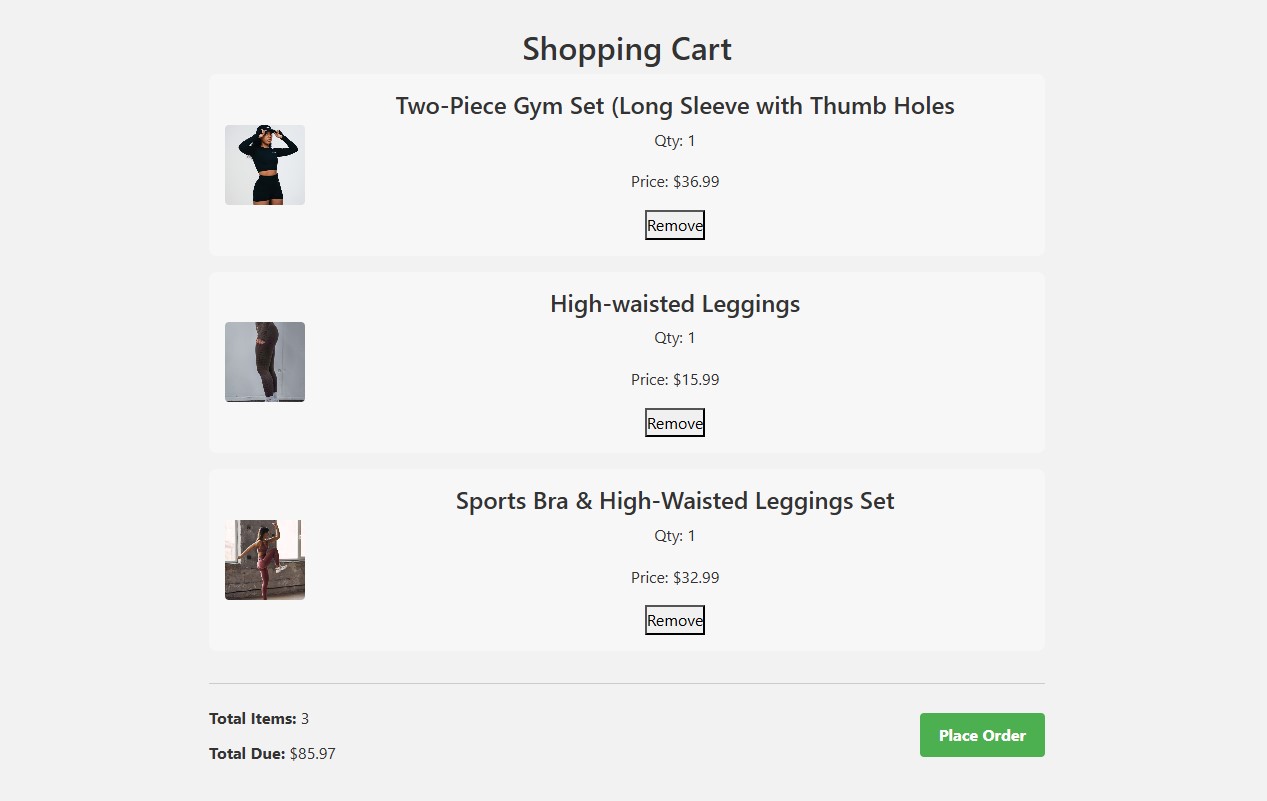 Shopping Cart
Two-Piece Gym Set (Long Sleeve with Thumb Holes
Qty: 1
Price: $36.99
Remove
High-waisted Leggings
Qty: 1
Price: $15.99
Remove
Sports Bra & High-Waisted Leggings Set
Qty: 1
Price: $32.99
Remove
Total Items: 3
Place Order
Total Due: $85.97